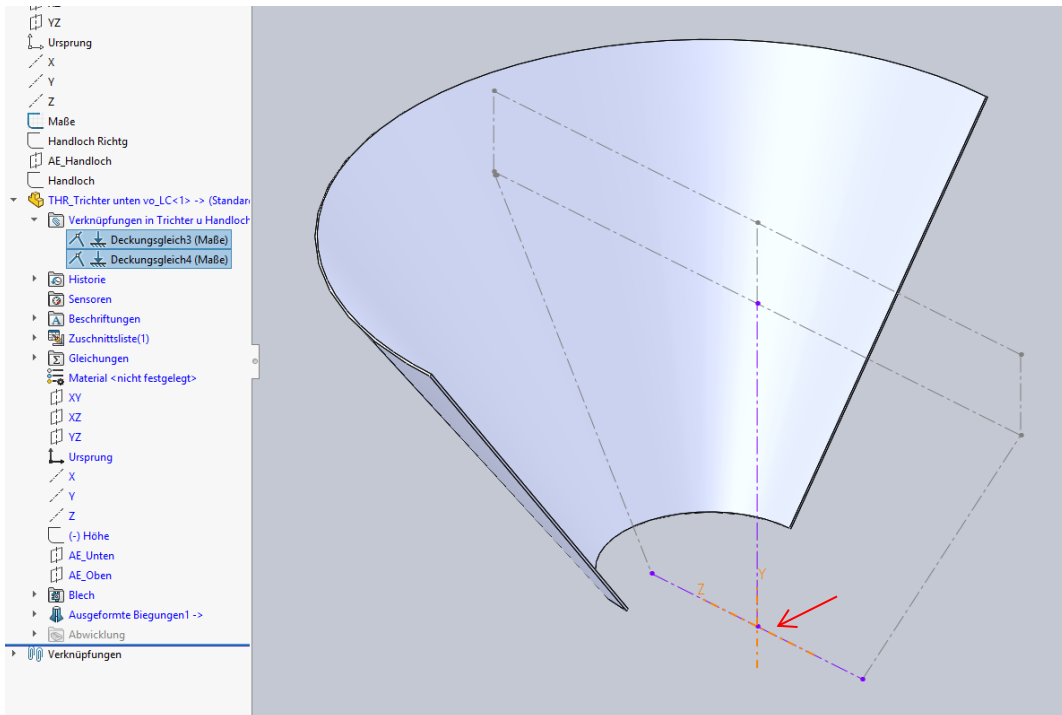 YZ
Ursprung
X
Y
Z
Maße
Handloch Richtg
AE_Handloch
Handloch
THR_Trichter unten vo_LC<1> -> (Standar
Verknüpfungen in Trichter u Handloch
Deckungsgleich3 (Maße)
Deckungsgleich4 (Maße)
Historie
Sensoren
A Beschriftungen
Zuschnittsliste(1)
Σ Gleichungen
Material <nicht festgelegt>
XY
XZ
YZ
Ursprung
X
Y
Z
(-) Höhe
AE_Unten
AE_Oben
Blech
Ausgeformte Biegungen1 ->
Abwicklung
Verknüpfungen
Y
Z